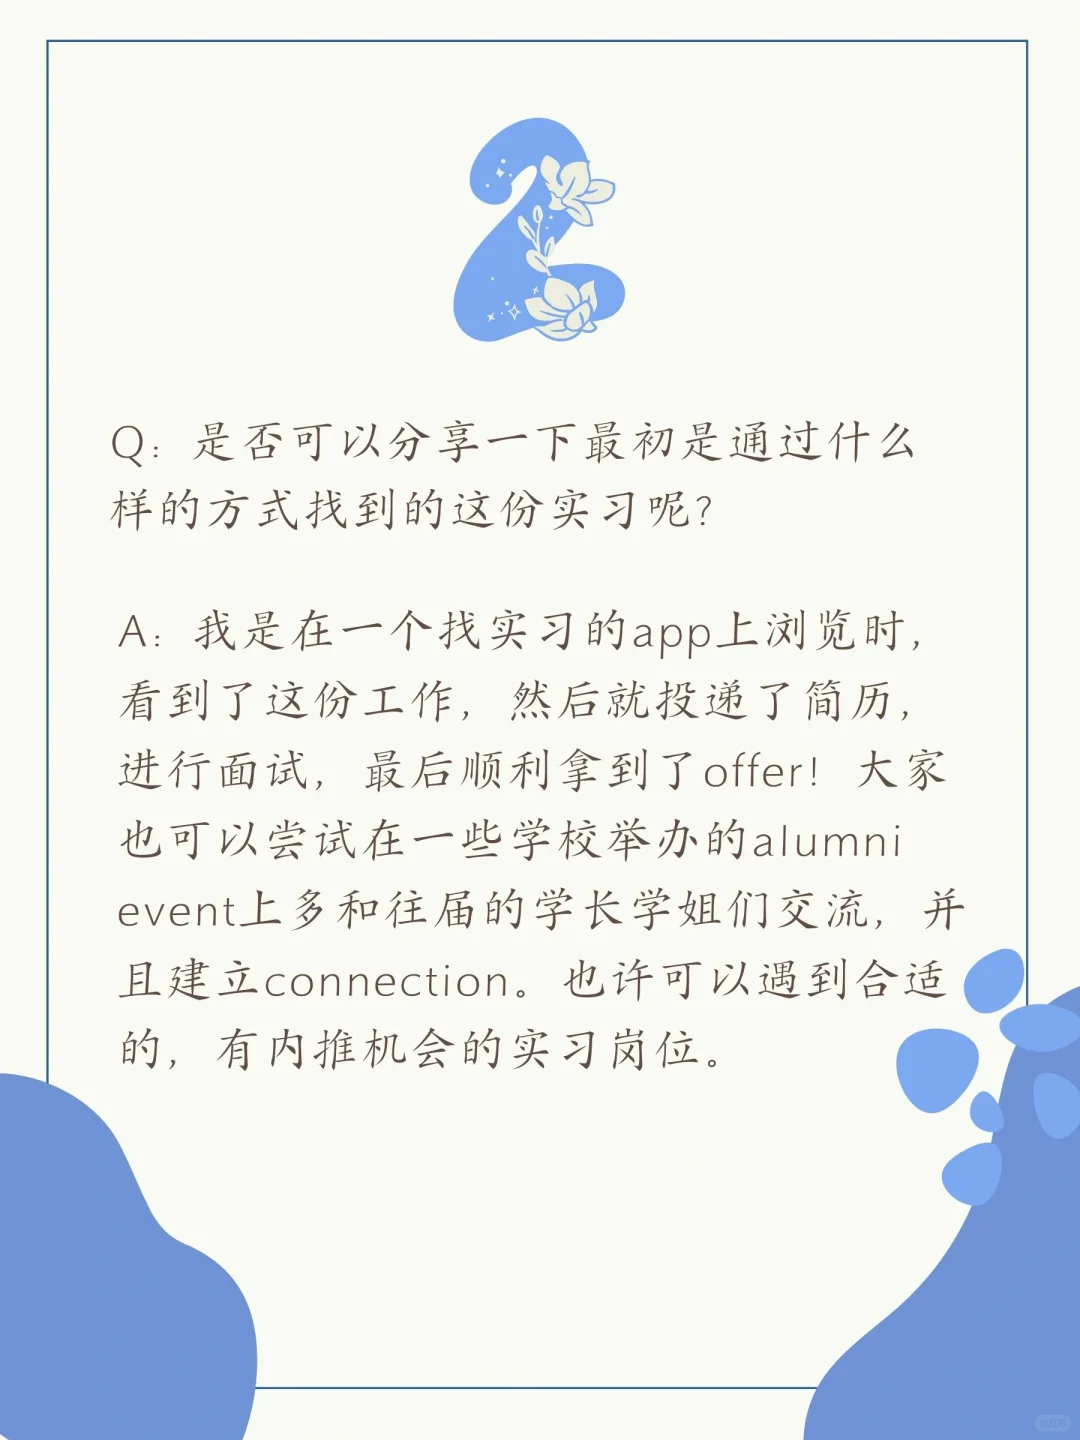 2
Q：是否可以分享一下最初是通过什么
样的方式找到的这份实习呢？
A：我是在一个找实习的app上浏览时，
看到了这份工作，然后就投递了简历，
进行面试，最后顺利拿到了offer！大家
也可以尝试在一些学校举办的alumni
event上多和往届的学长学姐们交流，并
且建立connection。也许可以遇到合适
的，有内推机会的实习岗位。
小红书